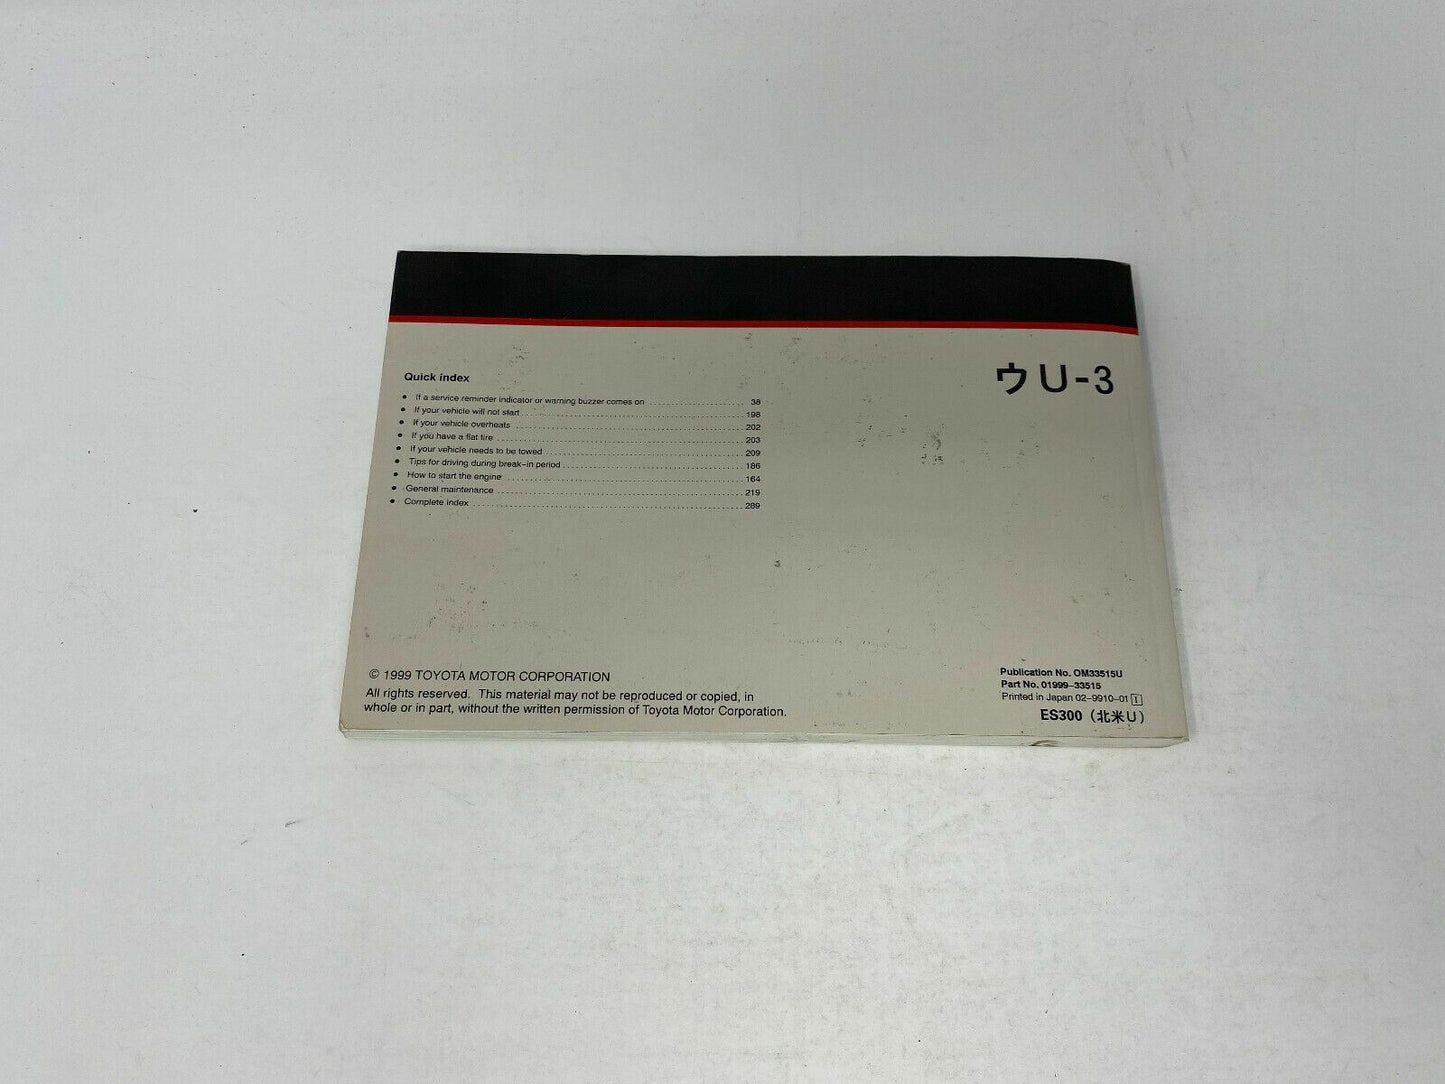 ウU-3
Quick index
• If a service reminder indicator or warning buzzer comes on ........................ 38
• If your vehicle will not start ........................ 198
• If your vehicle overheats ........................ 202
• If you have a flat tire ........................ 203
• If your vehicle needs to be towed ........................ 209
• Tips for driving during break–in period ........................ 186
• How to start the engine ........................ 164
• General maintenance ........................ 219
• Complete index ........................ 289
© 1999 TOYOTA MOTOR CORPORATION
All rights reserved. This material may not be reproduced or copied, in
whole or in part, without the written permission of Toyota Motor Corporation.
Publication No. OM33515U
Part No. 01999–33515
Printed in Japan 02–9910–01 I
ES300（北米U）